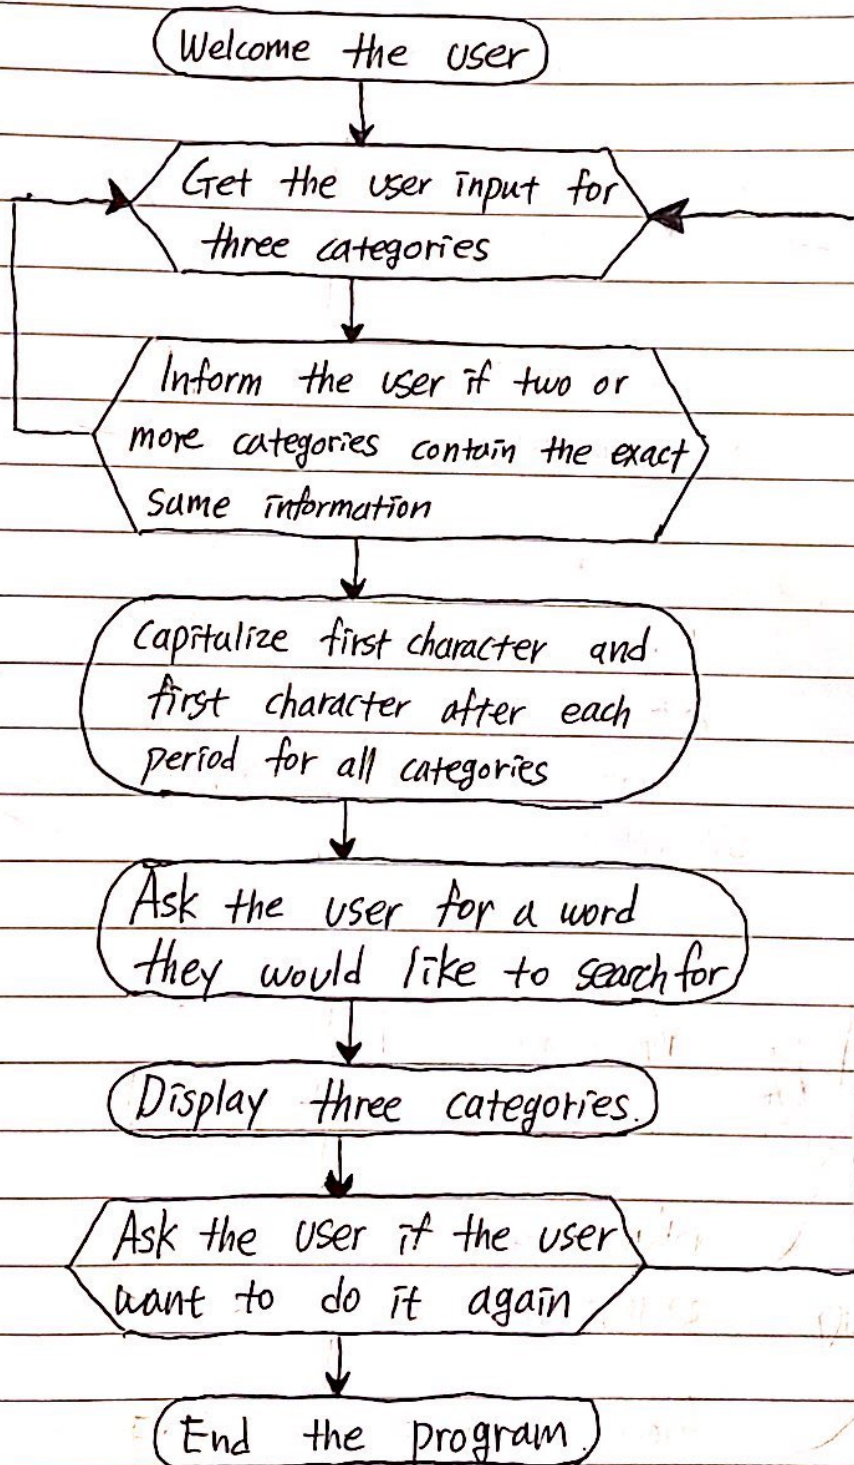 Welcome the user
Get the user input for
three categories
Inform the user if two or
more categories contain the exact
same information
Capitalize first character and
first character after each
period for all categories
Ask the user for a word
they would like to search for
Display three categories.
Ask the user if the user
want to do it again
End the program.